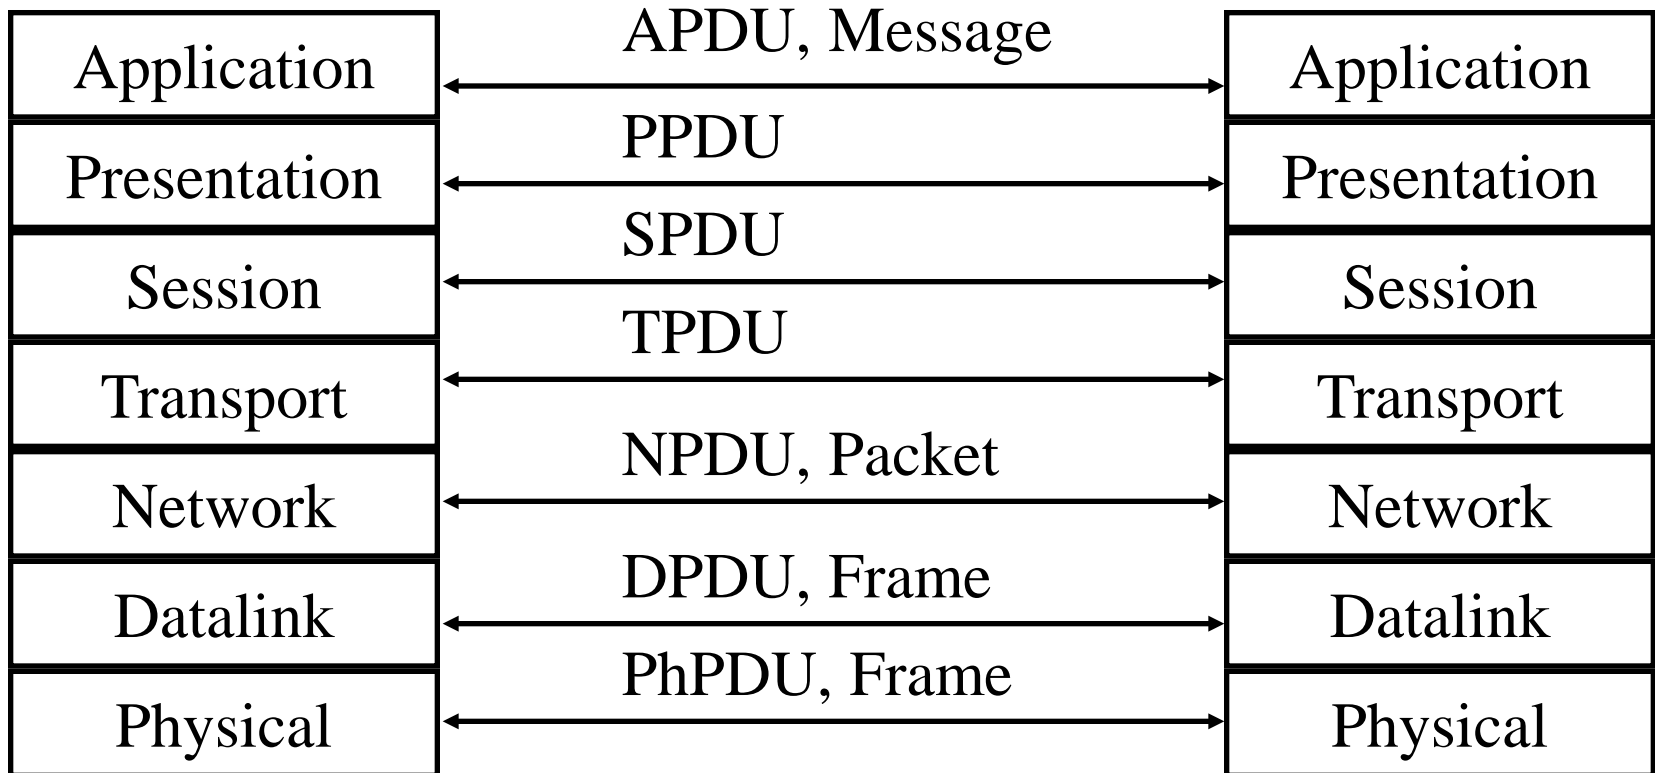 APDU, Message
Application
Application
PPDU
Presentation
Presentation
SPDU
Session
Session
TPDU
Transport
Transport
NPDU, Packet
Network
Network
DPDU, Frame
Datalink
Datalink
PhPDU, Frame
Physical
Physical